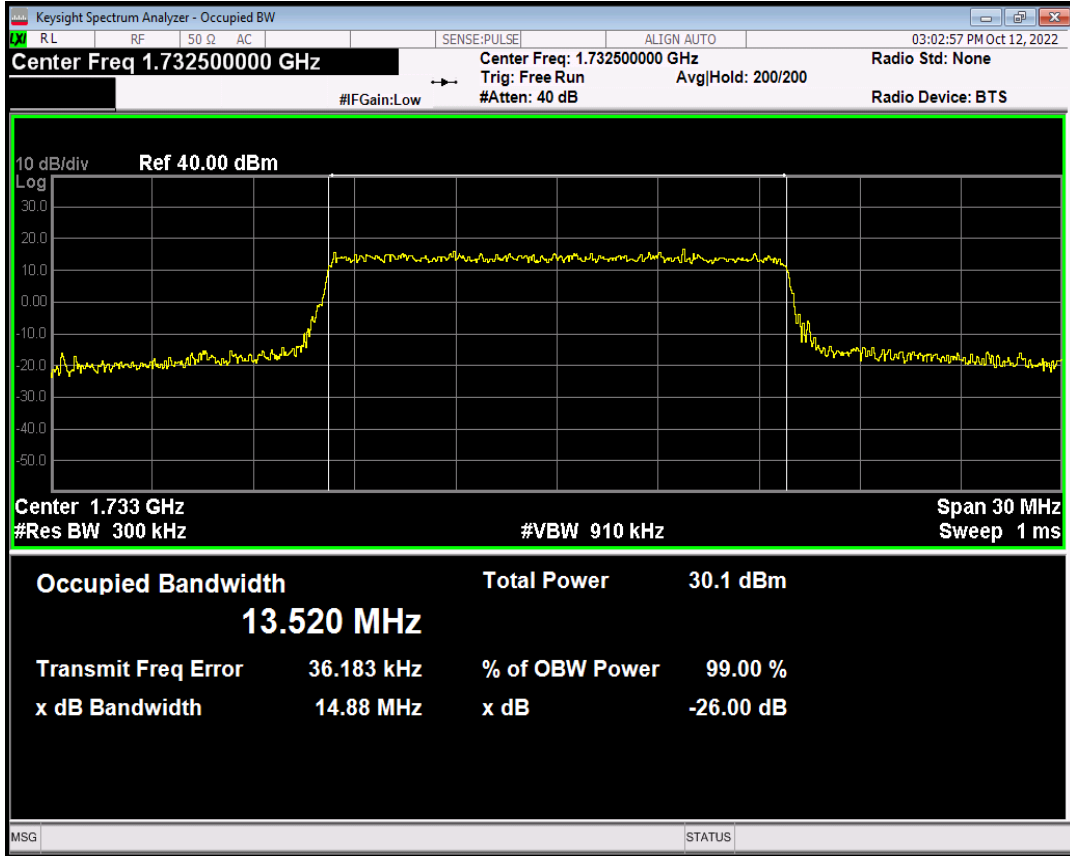 Keysight Spectrum Analyzer - Occupied BW
LXI RL RF 50 Ω AC SENSE:PULSE ALIGN AUTO 03:02:57 PM Oct 12, 2022
Center Freq 1.732500000 GHz Center Freq: 1.732500000 GHz Radio Std: None
Trig: Free Run Avg|Hold: 200/200
#IFGain:Low #Atten: 40 dB Radio Device: BTS
10 dB/div Ref 40.00 dBm
Log
30.0
20.0
10.0
0.00
-10.0
-20.0
-30.0
-40.0
-50.0
Center 1.733 GHz Span 30 MHz
#Res BW 300 kHz #VBW 910 kHz Sweep 1 ms
Occupied Bandwidth Total Power 30.1 dBm
13.520 MHz
Transmit Freq Error 36.183 kHz % of OBW Power 99.00 %
x dB Bandwidth 14.88 MHz x dB -26.00 dB
MSG STATUS